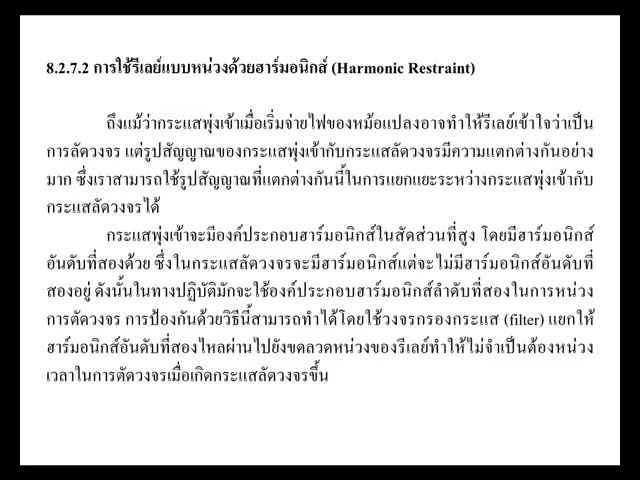 8.2.7.2 การใช้รีเลย์แบบหน่วงด้วยฮาร์มอนิกส์ (Harmonic Restraint)
ถึงแม้ว่ากระแสพุ่งเข้าเมื่อเริ่มจ่ายไฟของหม้อแปลงอาจทำให้รีเลย์เข้าใจว่าเป็น
การลัดวงจร แต่รูปสัญญาณของกระแสพุ่งเข้ากับกระแสลัดวงจรมีความแตกต่างกันอย่าง
มาก ซึ่งเราสามารถใช้รูปสัญญาณที่แตกต่างกันนี้ในการแยกแยะระหว่างกระแสพุ่งเข้ากับ
กระแสลัดวงจรได้
กระแสพุ่งเข้าจะมีองค์ประกอบฮาร์มอนิกส์ในสัดส่วนที่สูง โดยมีฮาร์มอนิกส์
อันดับที่สองด้วย ซึ่งในกระแสลัดวงจรจะมีฮาร์มอนิกส์แต่จะไม่มีฮาร์มอนิกส์อันดับที่
สองอยู่ ดังนั้นในทางปฏิบัติมักจะใช้องค์ประกอบฮาร์มอนิกส์ลำดับที่สองในการหน่วง
การตัดวงจร การป้องกันด้วยวิธีนี้สามารถทำได้โดยใช้วงจรกรองกระแส (filter) แยกให้
ฮาร์มอนิกส์อันดับที่สองไหลผ่านไปยังขดลวดหน่วงของรีเลย์ทำให้ไม่จำเป็นต้องหน่วง
เวลาในการตัดวงจรเมื่อเกิดกระแสลัดวงจรขึ้น